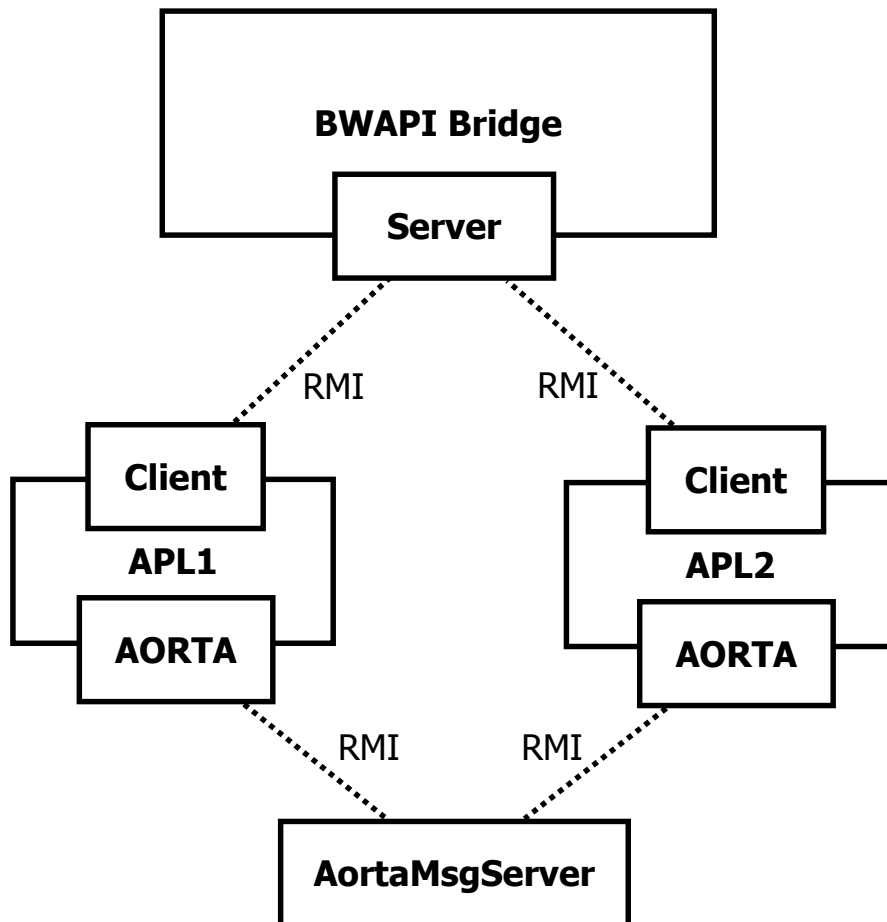 BWAPI Bridge
Server
RMI
RMI
Client
Client
APL1
APL2
AORTA
AORTA
RMI
RMI
AortaMsgServer